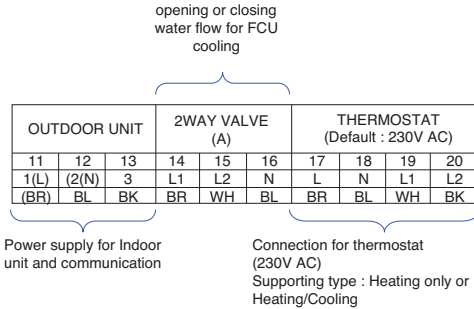 opening or closing
water flow for FCU
cooling
OUTDOOR UNIT 2WAY VALVE THERMOSTAT
(A) (Default : 230V AC)
11 12 13 14 15 16 17 18 19 20
1(L) (2(N) 3 L1 L2 N L N L1 L2
(BR) BL BK BR WH BL BR BL WH BK
Power supply for Indoor
unit and communication
Connection for thermostat
(230V AC)
Supporting type : Heating only or
Heating/Cooling